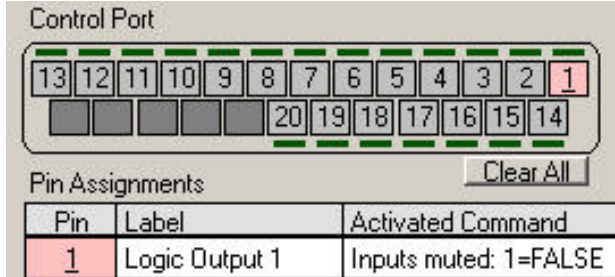 Control Port
13 12 11 10 9 8 7 6 5 4 3 2 1
20 19 18 17 16 15 14
Clear All
Pin Assignments
Pin Label Activated Command
1 Logic Output 1 Inputs muted: 1=FALSE